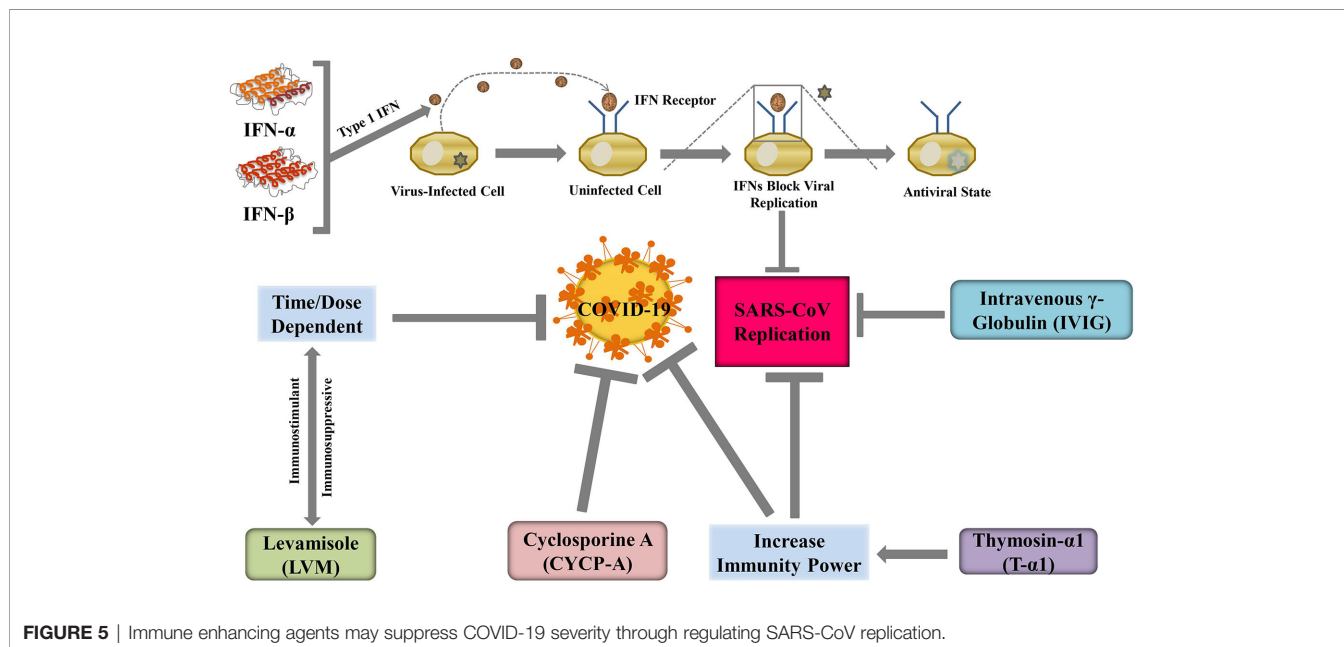 IFN-α
IFN-β
Type 1 IFN
IFN Receptor
Virus-Infected Cell
Uninfected Cell
IFNs Block Viral
Replication
Antiviral State
Time/Dose
Dependent
COVID-19
SARS-CoV
Replication
Intravenous γ-
Globulin (IVIG)
Immunostimulant
Immunosuppressive
Levamisole
(LVM)
Cyclosporine A
(CYCP-A)
Increase
Immunity Power
Thymosin-α1
(T-α1)
FIGURE 5 | Immune enhancing agents may suppress COVID-19 severity through regulating SARS-CoV replication.